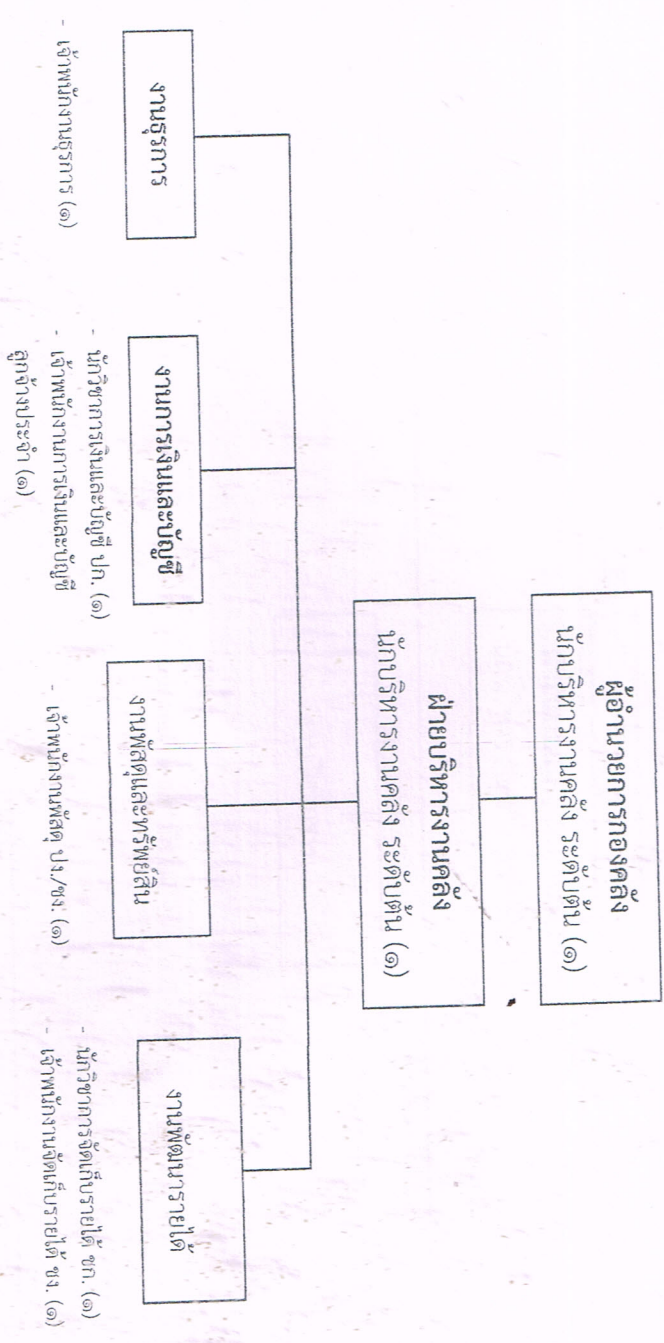 ผู้อำนวยการกองคลัง
นักบริหารงานคลัง ระดับต้น (๑)
ฝ่ายบริหารงานคลัง
นักบริหารงานคลัง ระดับต้น (๑)
งานธุรการ
- เจ้าพนักงานธุรการ (๑)
งานการเงินและบัญชี
- นักวิชาการเงินและบัญชี ปก. (๑)
- เจ้าพนักงานการเงินและบัญชี
ลูกจ้างประจำ (๑)
งานพัสดุและทรัพย์สิน
- เจ้าพนักงานพัสดุ ปง./ชง. (๑)
งานพัฒนารายได้
- นักวิชาการจัดเก็บรายได้ ชก. (๑)
- เจ้าพนักงานจัดเก็บรายได้ ชง. (๑)